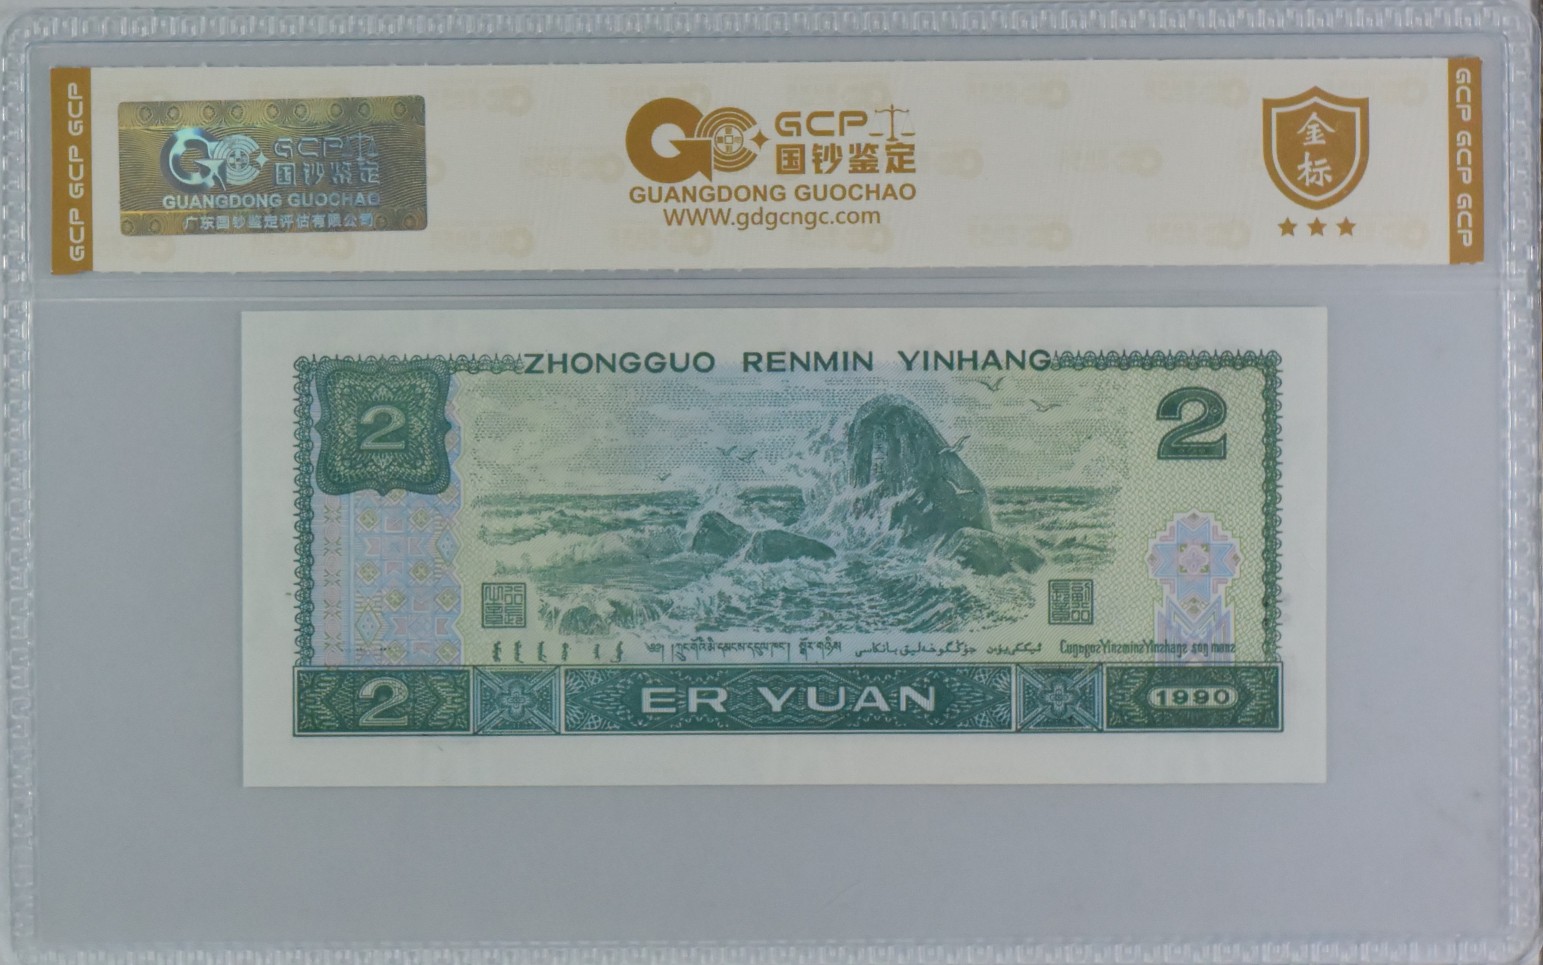 GCP GCP GCP
GCP
国钞鉴定
GUANGDONG GUOCHAO
广东国钞鉴定评估有限公司
GCP
国钞鉴定
GUANGDONG GUOCHAO
WWW.gdgcngc.com
金
标
GCP GCP GCP
ZHONGGUO RENMIN YINHANG
2
2
2
ER YUAN
1990